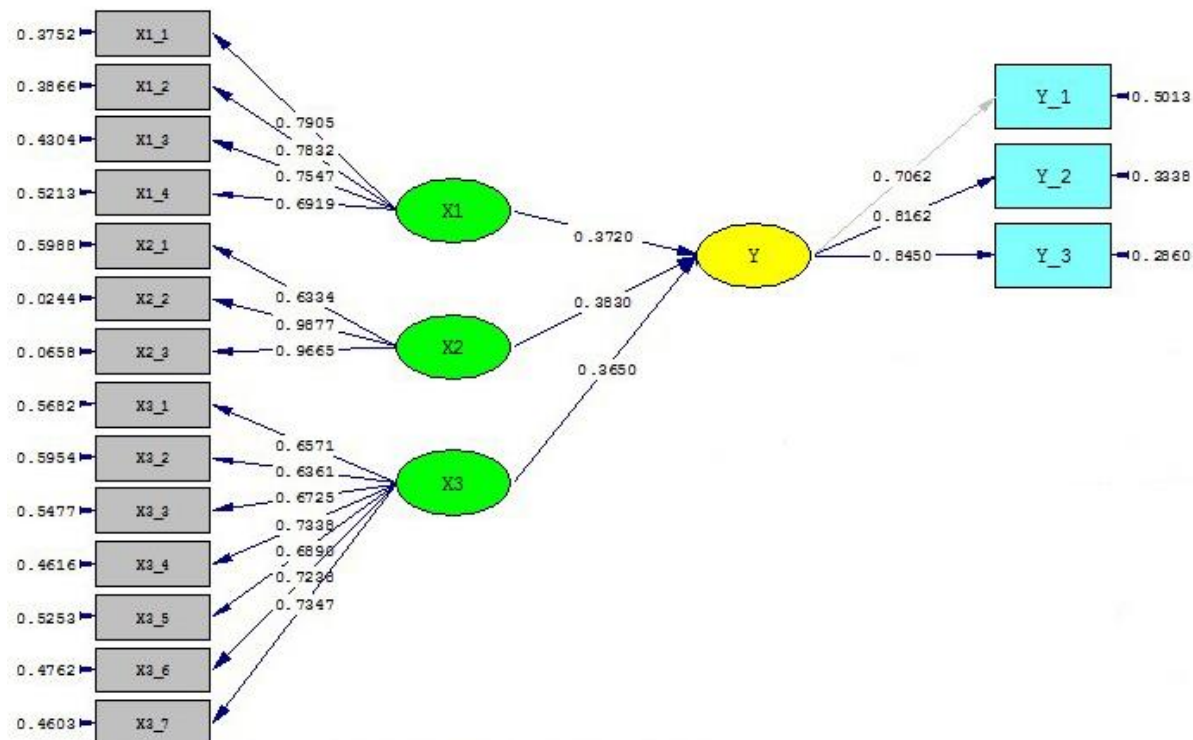 0.3752 X1_1
0.3866 X1_2
0.4304 X1_3
0.5213 X1_4
0.5988 X2_1
0.0244 X2_2
0.0658 X2_3
0.5682 X3_1
0.5954 X3_2
0.5477 X3_3
0.4616 X3_4
0.5253 X3_5
0.4762 X3_6
0.4603 X3_7
0.7905
0.7832
0.7547
0.6919
0.6334
0.9877
0.9665
0.6571
0.6361
0.6725
0.7338
0.6890
0.7238
0.7347
X1
X2
X3
0.3720
0.3830
0.3650
Y
0.7062
0.8162
0.8450
Y_1 0.5013
Y_2 0.3338
Y_3 0.2860